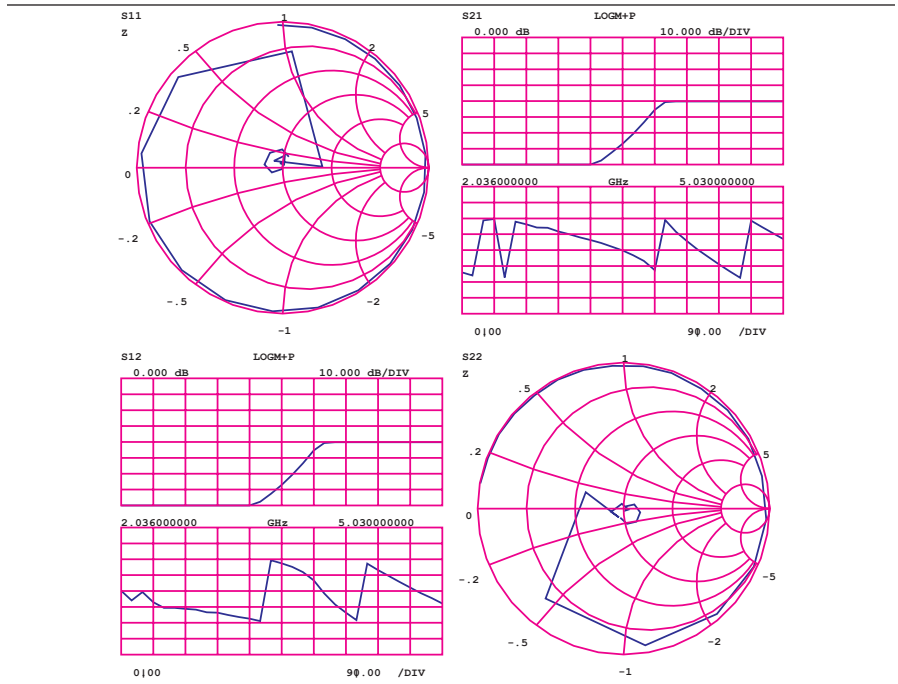 S11
Z
1
.5
2
.2
5
0
-.2
-5
-.5
-2
-1
S21 LOGM+P
0.000 dB 10.000 dB/DIV
2.036000000 GHz 5.030000000
0.00 90.00 /DIV
S12 LOGM+P
0.000 dB 10.000 dB/DIV
2.036000000 GHz 5.030000000
0.00 90.00 /DIV
S22
Z
1
.5
2
.2
5
0
-.2
-5
-.5
-2
-1